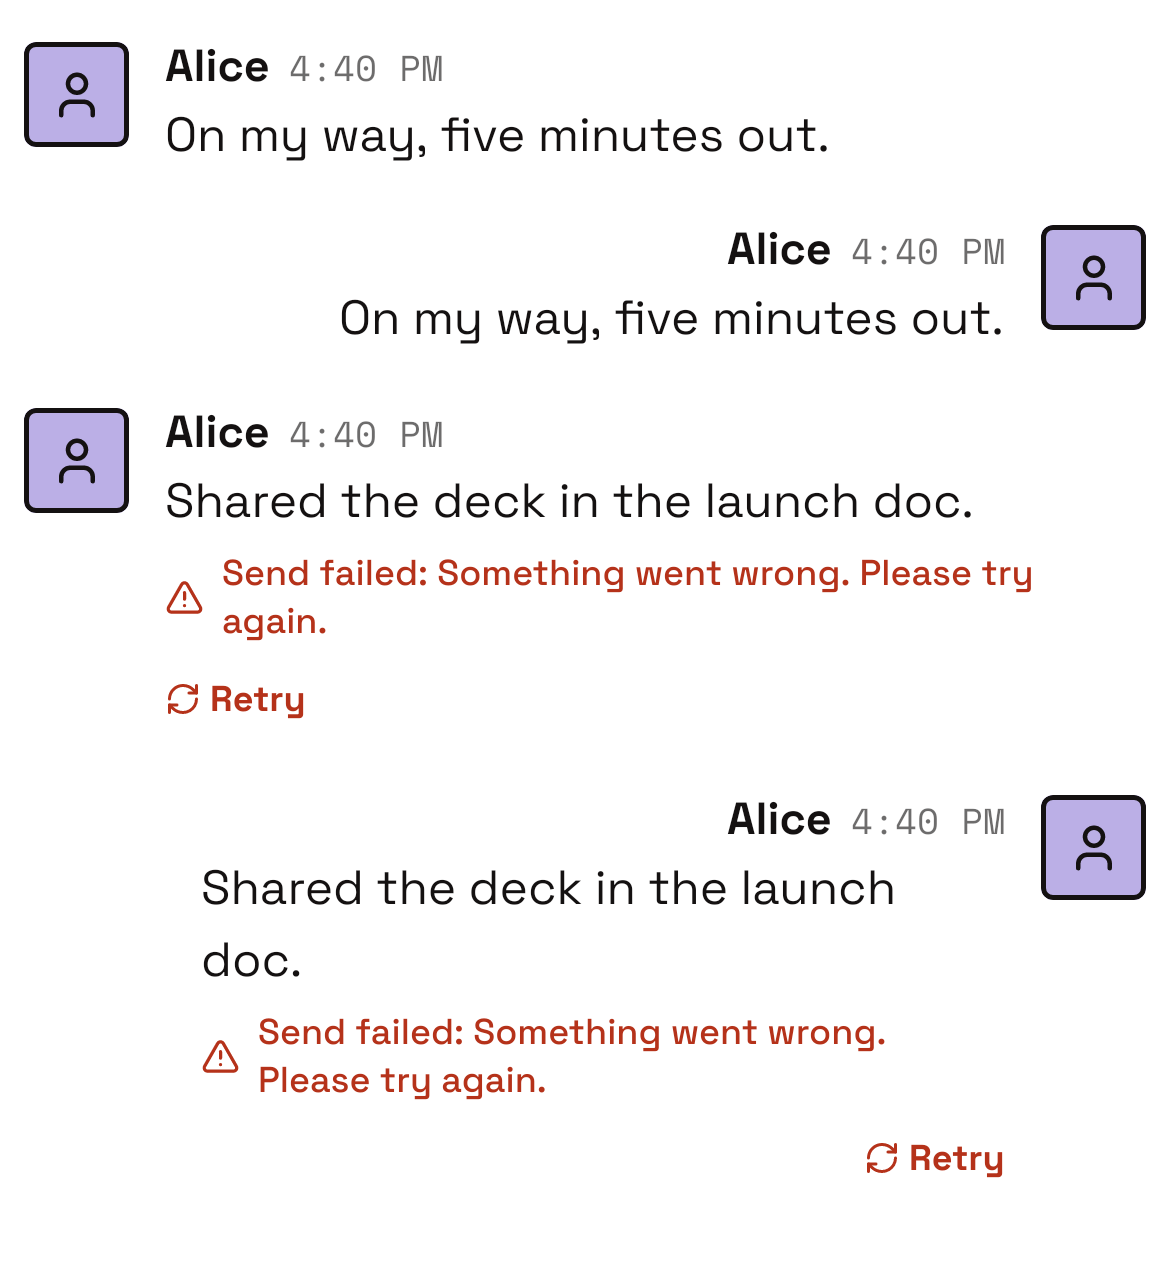 Alice 4:40 PM
On my way, five minutes out.
Alice 4:40 PM
On my way, five minutes out.
Alice 4:40 PM
Shared the deck in the launch doc.
Send failed: Something went wrong. Please try
again.
Retry
Alice 4:40 PM
Shared the deck in the launch
doc.
Send failed: Something went wrong.
Please try again.
Retry